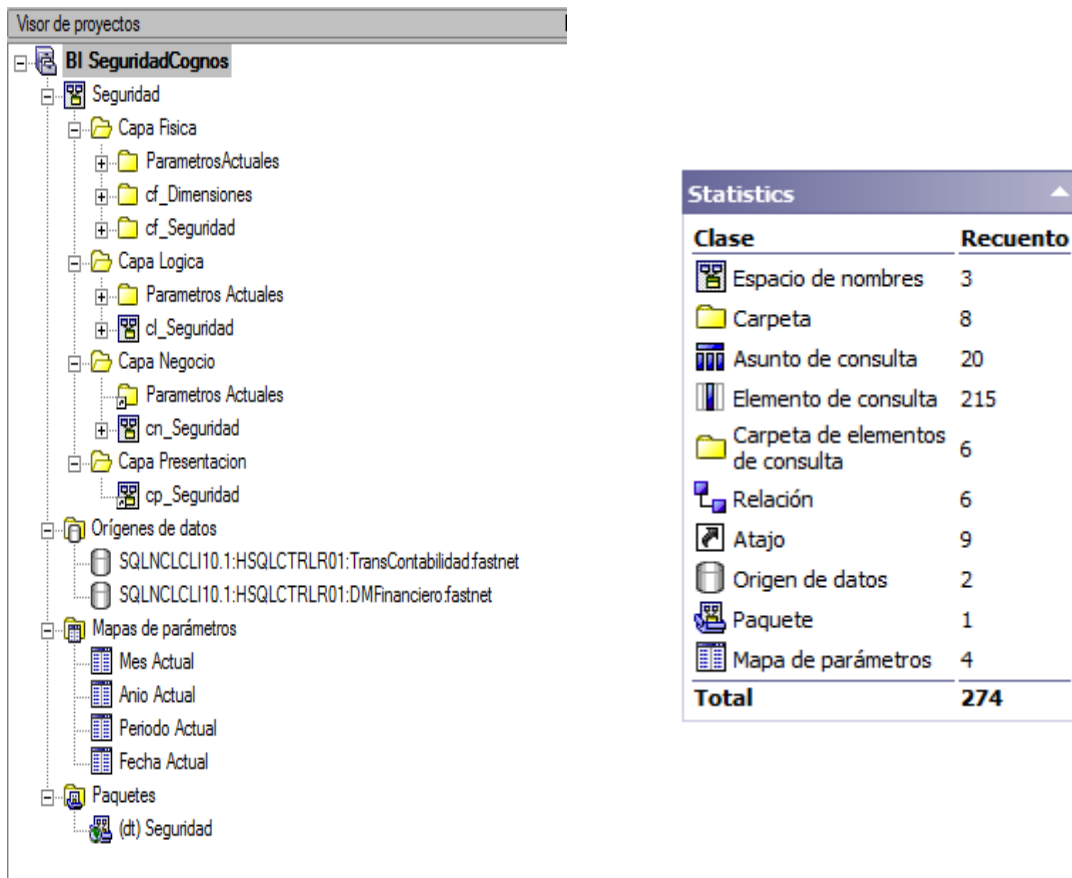 Visor de proyectos
BI SeguridadCognos
Seguridad
Capa Fisica
ParametrosActuales
cf_Dimensiones
cf_Seguridad
Capa Logica
Parametros Actuales
cl_Seguridad
Capa Negocio
Parametros Actuales
cn_Seguridad
Capa Presentacion
cp_Seguridad
Orígenes de datos
SQLNCLCLI10.1:HSQLCTRLR01:TransContabilidad:fastnet
SQLNCLCLI10.1:HSQLCTRLR01:DMFinanciero:fastnet
Mapas de parámetros
Mes Actual
Anio Actual
Periodo Actual
Fecha Actual
Paquetes
(dt) Seguridad
Statistics
Clase Recuento
Espacio de nombres 3
Carpeta 8
Asunto de consulta 20
Elemento de consulta 215
Carpeta de elementos
de consulta 6
Relación 6
Atajo 9
Origen de datos 2
Paquete 1
Mapa de parámetros 4
Total 274